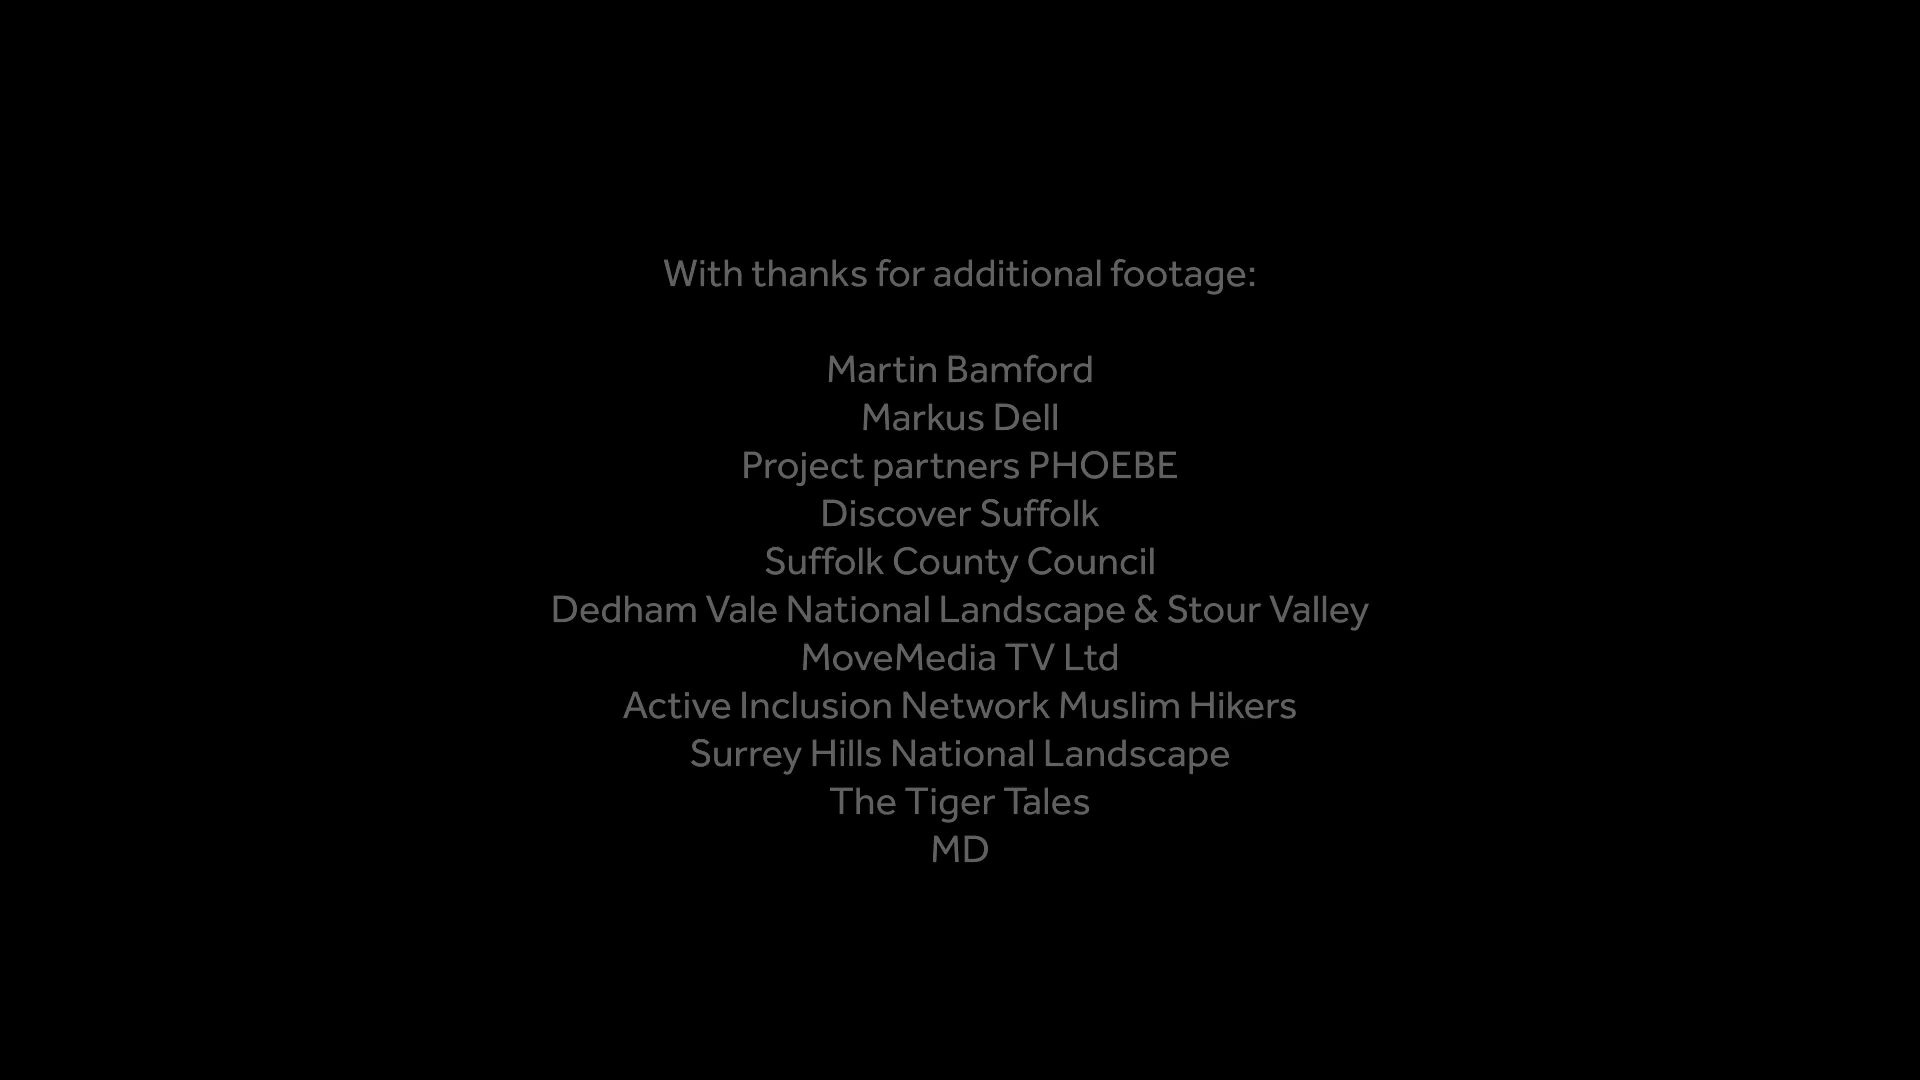 With thanks for additional footage:
Martin Bamford
Markus Dell
Project partners PHOEBE
Discover Suffolk
Suffolk County Council
Dedham Vale National Landscape & Stour Valley
MoveMedia TV Ltd
Active Inclusion Network Muslim Hikers
Surrey Hills National Landscape
The Tiger Tales
MD